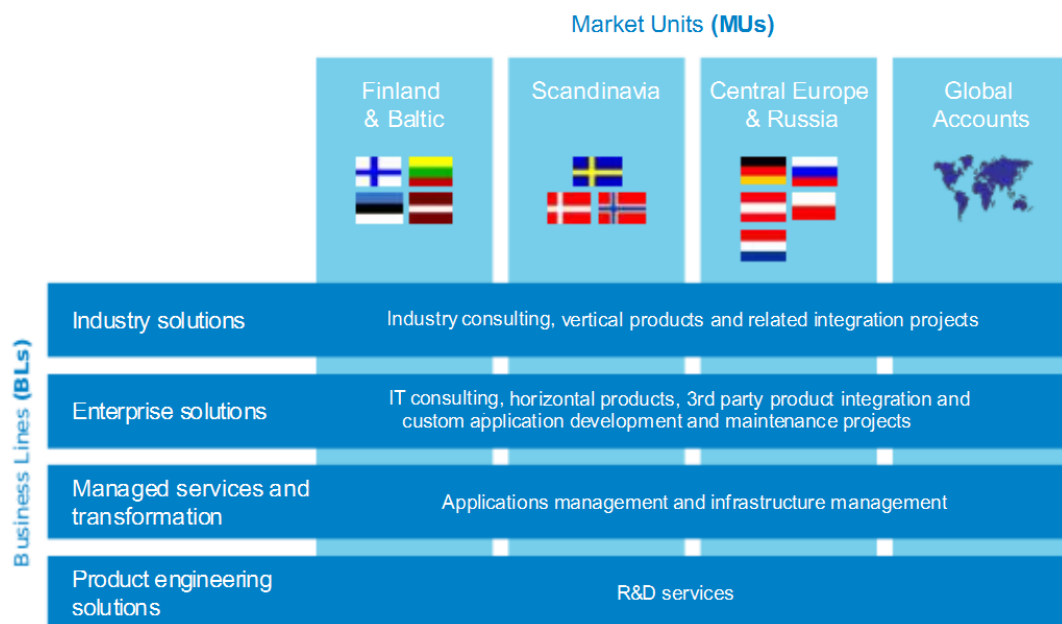 Market Units (MUs)
Finland
& Baltic
Scandinavia
Central Europe
& Russia
Global
Accounts
Business Lines (BLs)
Industry solutions
Industry consulting, vertical products and related integration projects
Enterprise solutions
IT consulting, horizontal products, 3rd party product integration and
custom application development and maintenance projects
Managed services and
transformation
Applications management and infrastructure management
Product engineering
solutions
R&D services